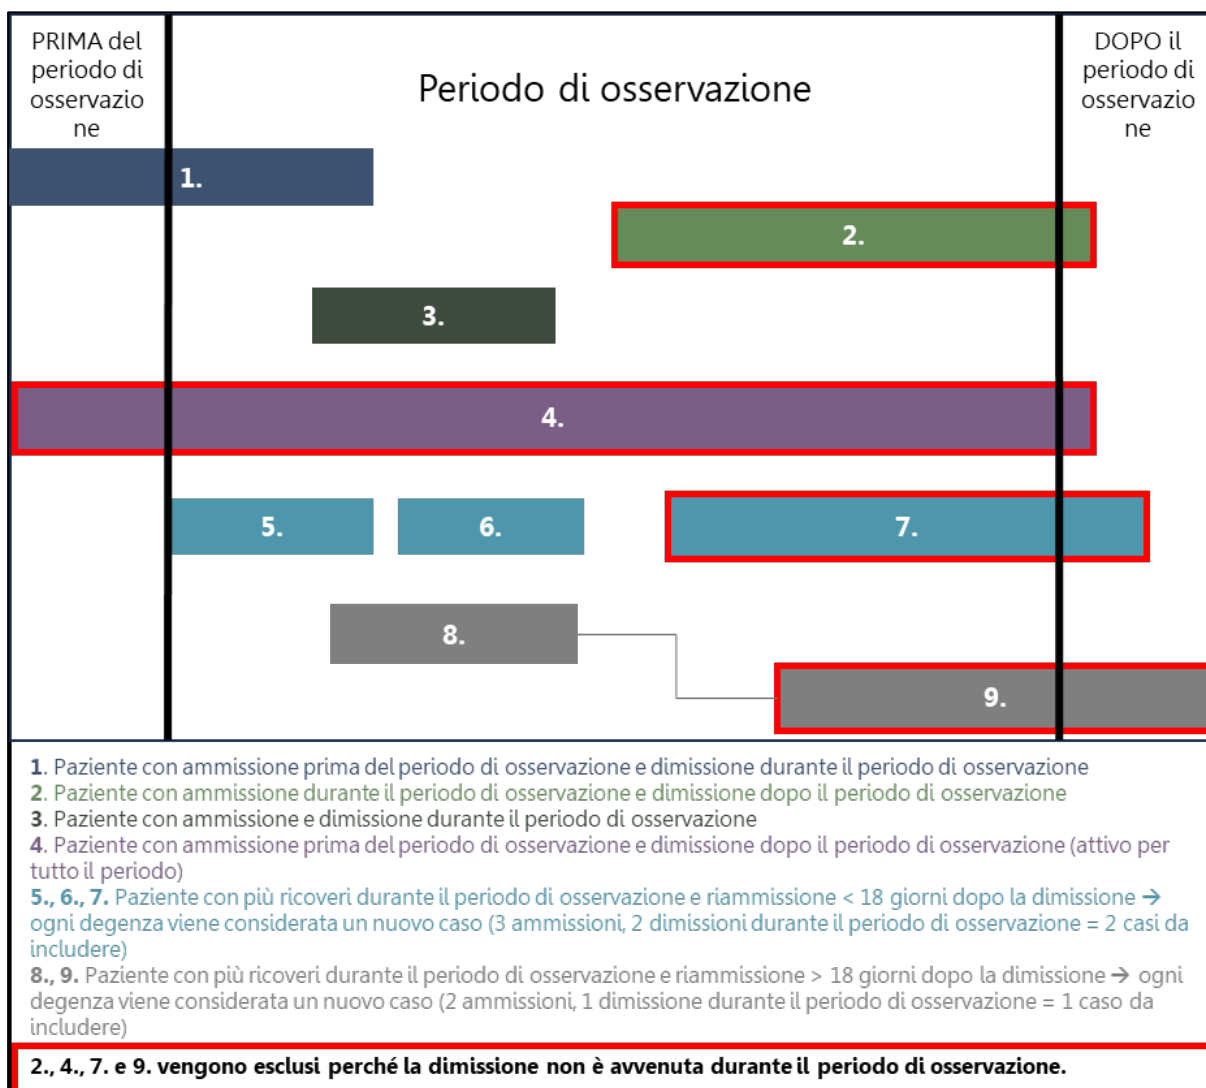 PRIMA del
periodo di
osservazio
ne
Periodo di osservazione
DOPO il
periodo di
osservazio
ne
1.
2.
3.
4.
5.
6.
7.
8.
9.
1. Paziente con ammissione prima del periodo di osservazione e dimissione durante il periodo di osservazione
2. Paziente con ammissione durante il periodo di osservazione e dimissione dopo il periodo di osservazione
3. Paziente con ammissione e dimissione durante il periodo di osservazione
4. Paziente con ammissione prima del periodo di osservazione e dimissione dopo il periodo di osservazione (attivo per
tutto il periodo)
5., 6., 7. Paziente con più ricoveri durante il periodo di osservazione e riammissione < 18 giorni dopo la dimissione →
ogni degenza viene considerata un nuovo caso (3 ammissioni, 2 dimissioni durante il periodo di osservazione = 2 casi da
includere)
8., 9. Paziente con più ricoveri durante il periodo di osservazione e riammissione > 18 giorni dopo la dimissione → ogni
degenza viene considerata un nuovo caso (2 ammissioni, 1 dimissione durante il periodo di osservazione = 1 caso da
includere)
2., 4., 7. e 9. vengono esclusi perché la dimissione non è avvenuta durante il periodo di osservazione.